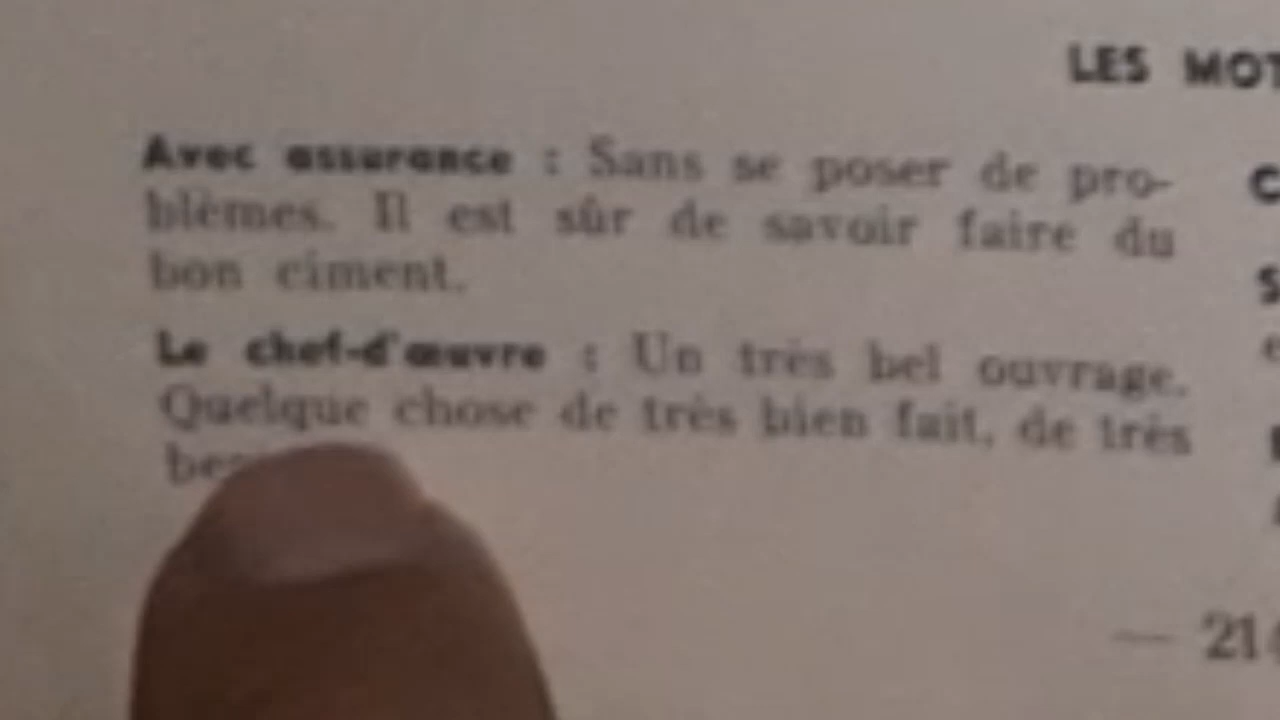 LES MOT
Avec assurance : Sans se poser de pro-
blèmes. Il est sûr de savoir faire du
bon ciment.
Le chef-d'œuvre : Un très bel ouvrage.
Quelque chose de très bien fait, de très
— 21